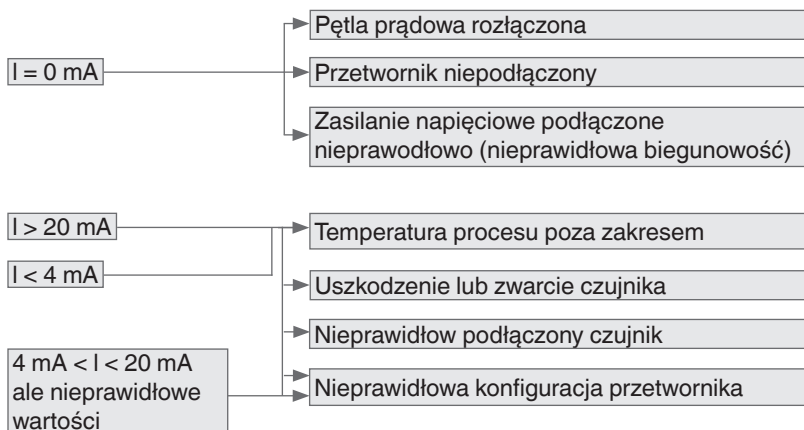 Pętla prądowa rozłączona
I = 0 mA
Przetwornik niepodłączony
Zasilanie napięciowe podłączone
nieprawodłowo (nieprawidłowa biegunowość)
I > 20 mA
Temperatura procesu poza zakresem
I < 4 mA
Uszkodzenie lub zwarcie czujnika
Nieprawidłow podłączony czujnik
4 mA < I < 20 mA
ale nieprawidłowe
wartości
Nieprawidłowa konfiguracja przetwornika